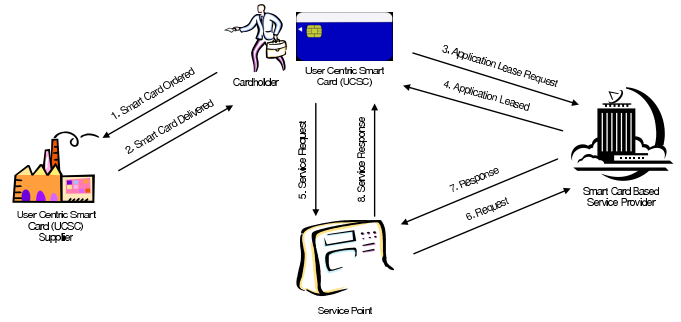 Cardholder
User Centric Smart
Card (UCSC)
1. Smart Card Ordered
2. Smart Card Delivered
3. Application Lease Request
4. Application Leased
5. Service Request
8. Service Response
7. Response
6. Request
User Centric Smart
Card (UCSC)
Supplier
Smart Card Based
Service Provider
Service Point